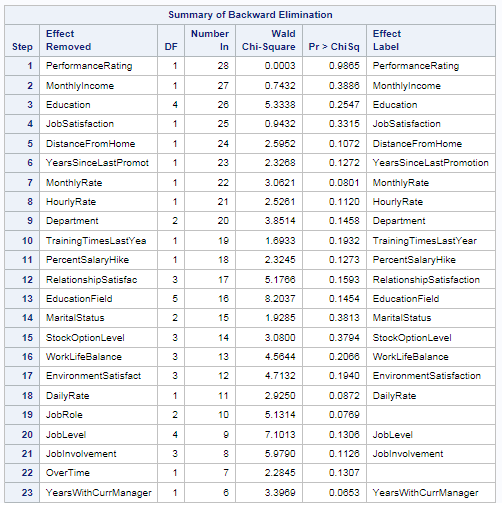 Summary of Backward Elimination
Step Effect Removed DF Number In Wald Chi-Square Pr > ChiSq Effect Label
1 PerformanceRating 1 28 0.0003 0.9865 PerformanceRating
2 MonthlyIncome 1 27 0.7432 0.3886 MonthlyIncome
3 Education 4 26 5.3338 0.2547 Education
4 JobSatisfaction 1 25 0.9432 0.3315 JobSatisfaction
5 DistanceFromHome 1 24 2.5952 0.1072 DistanceFromHome
6 YearsSinceLastPromot 1 23 2.3268 0.1272 YearsSinceLastPromotion
7 MonthlyRate 1 22 3.0621 0.0801 MonthlyRate
8 HourlyRate 1 21 2.5261 0.1120 HourlyRate
9 Department 2 20 3.8514 0.1458 Department
10 TrainingTimesLastYea 1 19 1.6933 0.1932 TrainingTimesLastYear
11 PercentSalaryHike 1 18 2.3245 0.1273 PercentSalaryHike
12 RelationshipSatisfac 3 17 5.1766 0.1593 RelationshipSatisfaction
13 EducationField 5 16 8.2037 0.1454 EducationField
14 MaritalStatus 2 15 1.9285 0.3813 MaritalStatus
15 StockOptionLevel 3 14 3.0800 0.3794 StockOptionLevel
16 WorkLifeBalance 3 13 4.5644 0.2066 WorkLifeBalance
17 EnvironmentSatisfact 3 12 4.7132 0.1940 EnvironmentSatisfaction
18 DailyRate 1 11 2.9250 0.0872 DailyRate
19 JobRole 2 10 5.1314 0.0769
20 JobLevel 4 9 7.1013 0.1306 JobLevel
21 JobInvolvement 3 8 5.9790 0.1126 JobInvolvement
22 OverTime 1 7 2.2845 0.1307
23 YearsWithCurrManager 1 6 3.3969 0.0653 YearsWithCurrManager